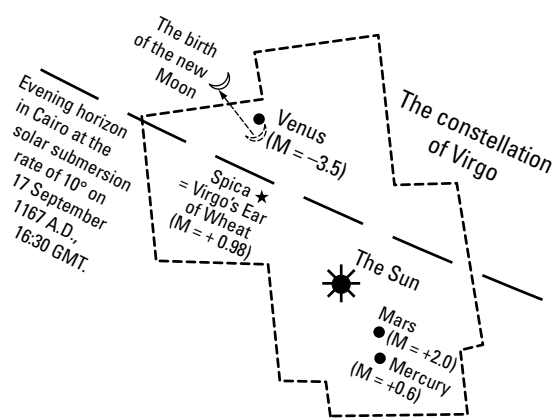 The birth
of the new
Moon
Evening horizon
in Cairo at the
solar submersion
rate of 10° on
17 September
1167 A.D.,
16:30 GMT.
Venus
(M = –3.5)
The constellation
of Virgo
Spica
= Virgo's Ear
of Wheat
(M = + 0.98)
The Sun
Mars
(M = +2.0)
Mercury
(M = +0.6)